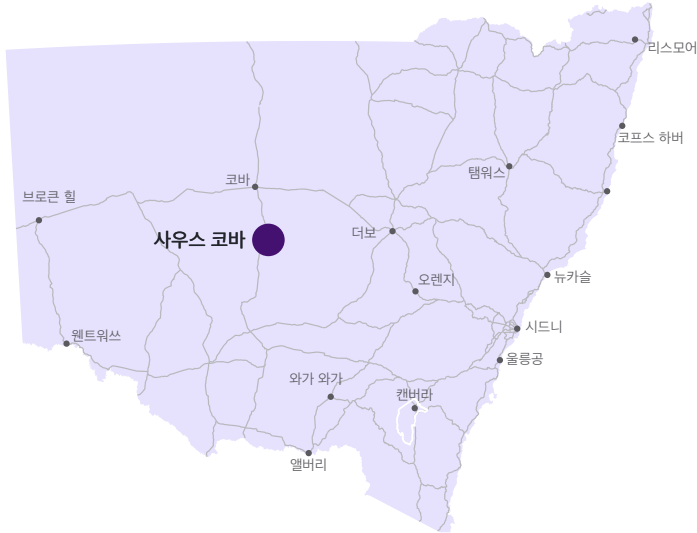 리스모어
코프스 하버
탬워스
코바
브로큰 힐
더보
사우스 코바
오렌지
뉴카슬
시드니
웬트워쓰
울릉공
와가 와가
캔버라
앨버리